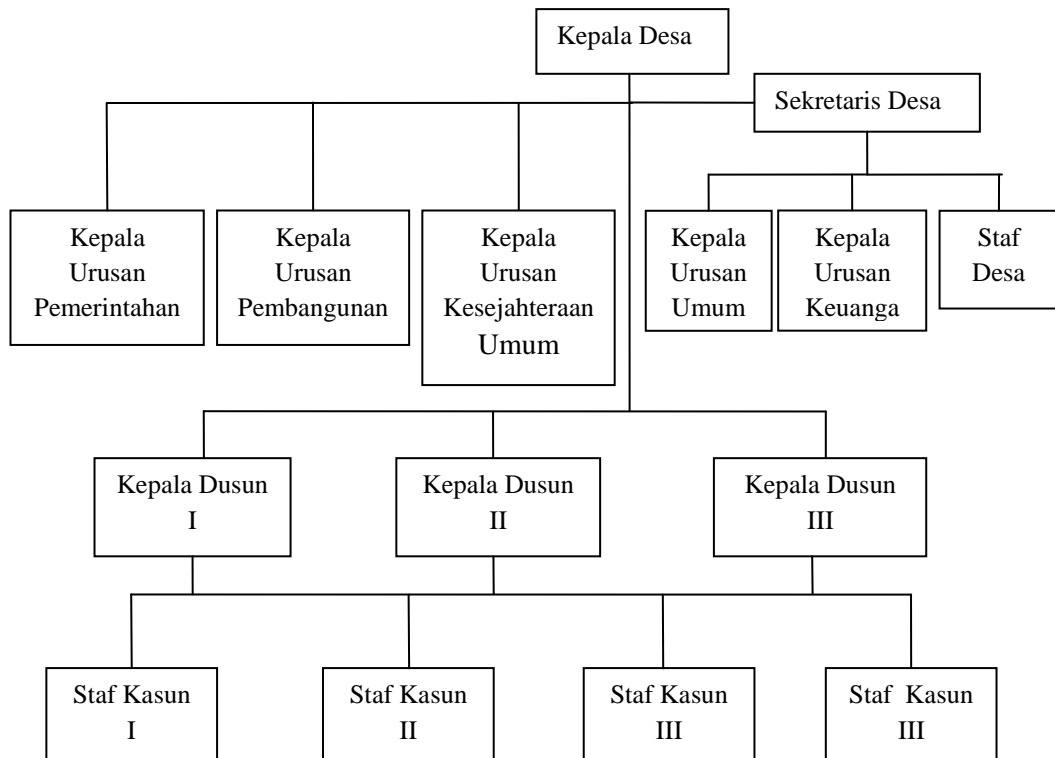 Kepala Desa
Sekretaris Desa
Kepala
Urusan
Pemerintahan
Kepala
Urusan
Pembangunan
Kepala
Urusan
Kesejahteraan
Umum
Kepala
Urusan
Umum
Kepala
Urusan
Keuanga
Staf
Desa
Kepala Dusun
I
Kepala Dusun
II
Kepala Dusun
III
Staf Kasun
I
Staf Kasun
II
Staf Kasun
III
Staf Kasun
III